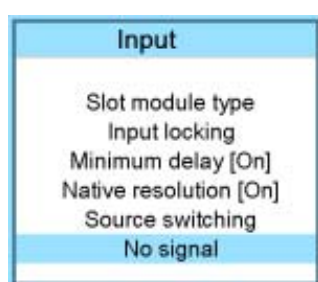 Input
Slot module type
Input locking
Minimum delay [On]
Native resolution [On]
Source switching
No signal